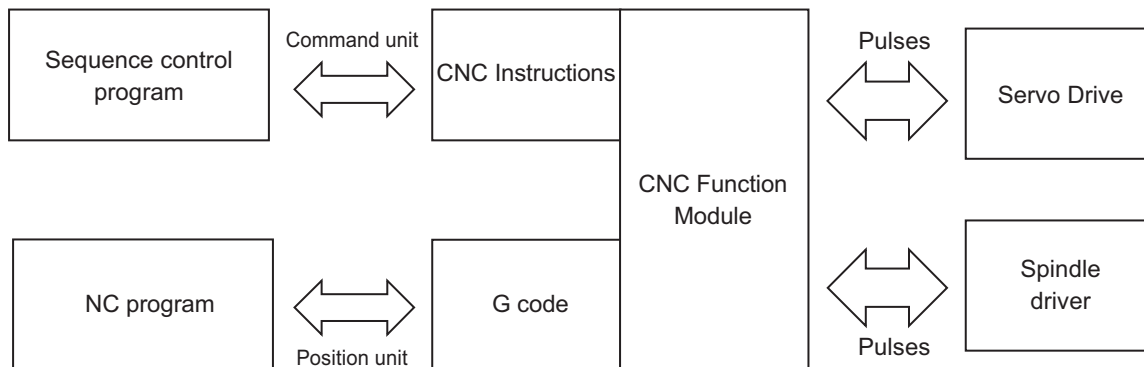 Sequence control
program
Command unit
CNC Instructions
CNC Function
Module
Pulses
Servo Drive
NC program
Position unit
G code
Pulses
Spindle
driver